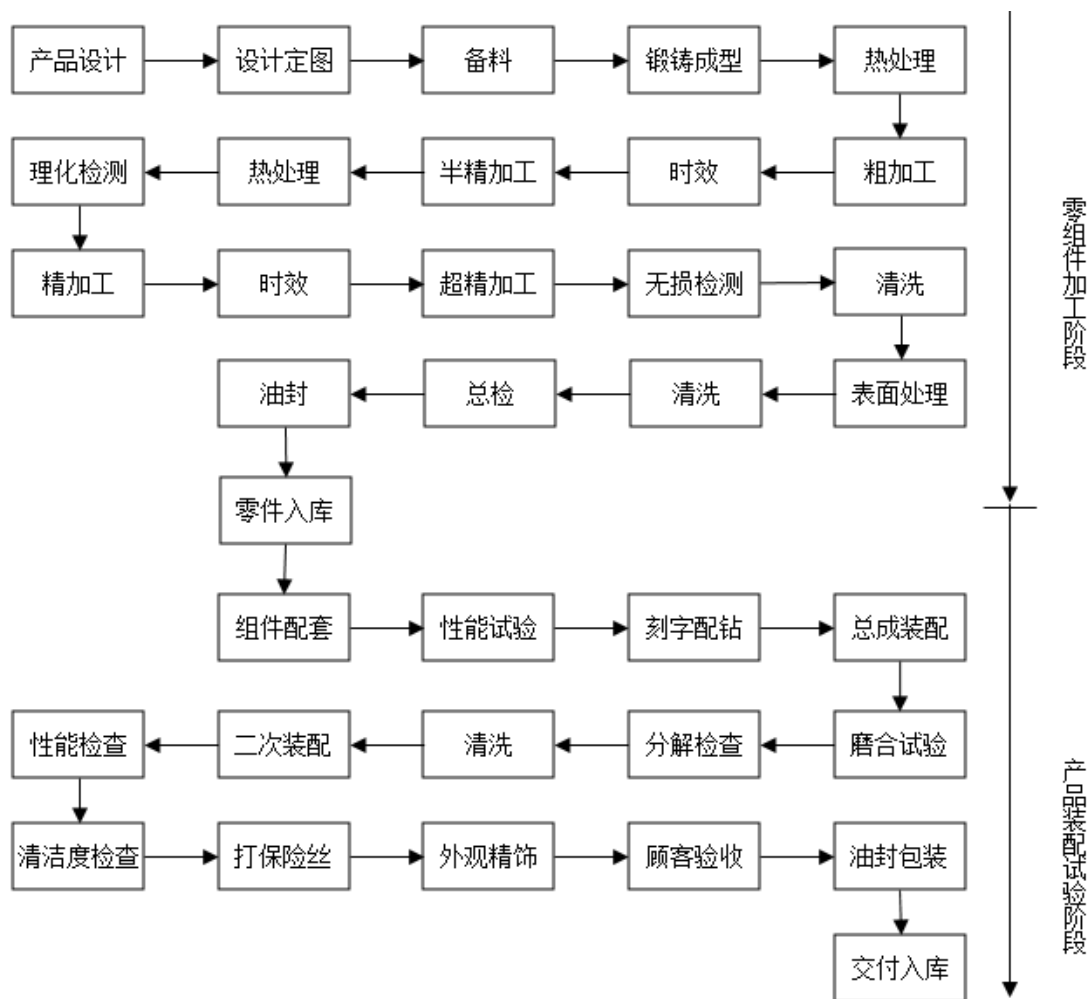 产品设计
设计定图
备料
锻铸成型
热处理
粗加工
时效
半精加工
热处理
理化检测
精加工
时效
超精加工
无损检测
清洗
表面处理
清洗
总检
油封
零件入库
零组件加工阶段
组件配套
性能试验
刻字配钻
总成装配
磨合试验
分解检查
清洗
二次装配
性能检查
清洁度检查
打保险丝
外观精饰
顾客验收
油封包装
交付入库
产品装配试验阶段